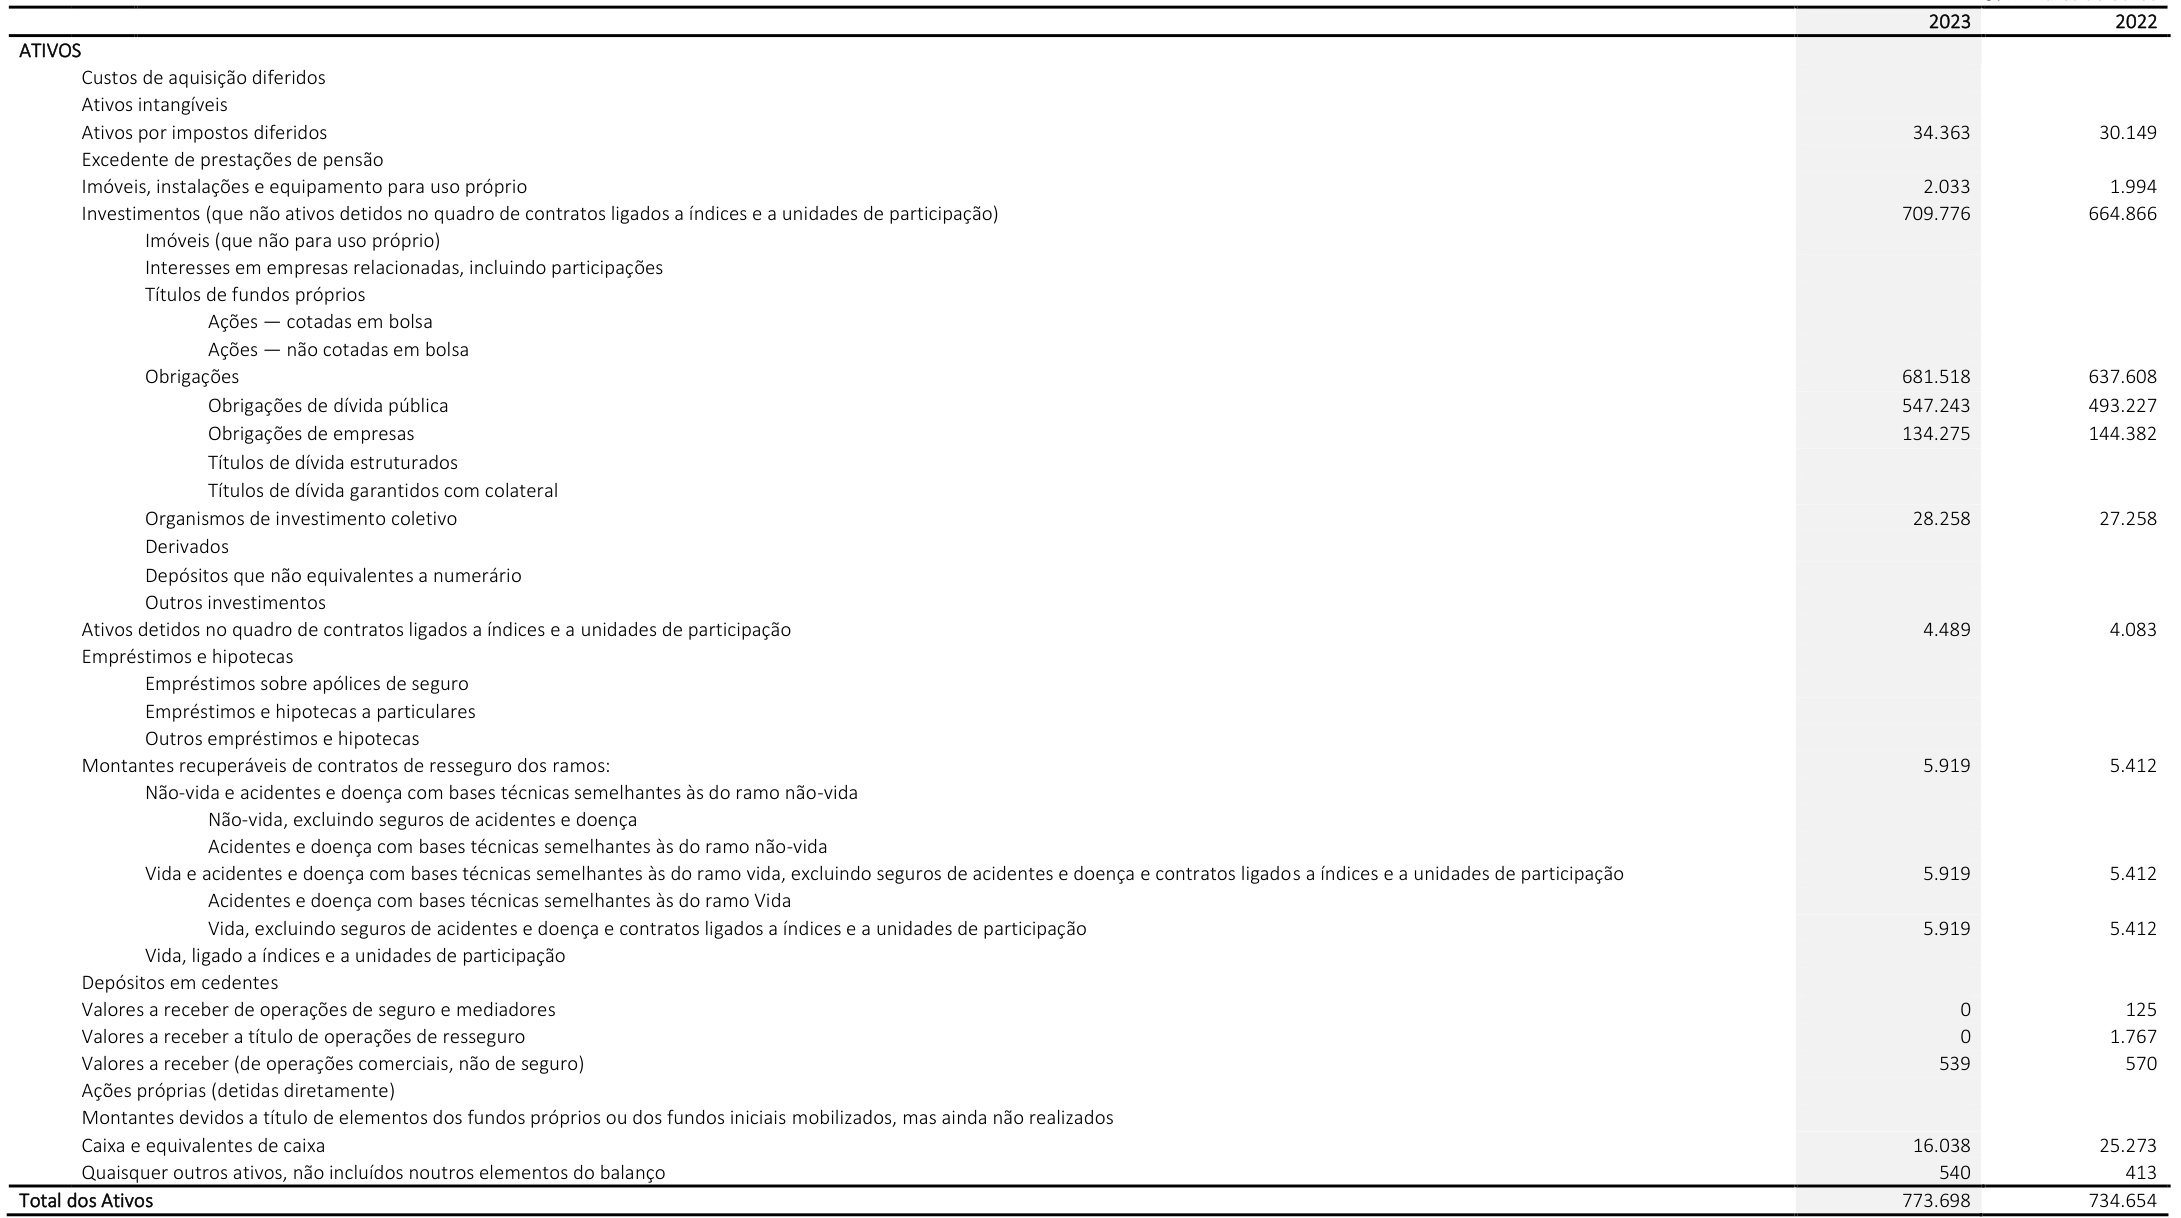 2023 2022
ATIVOS
Custos de aquisição diferidos
Ativos intangíveis
Ativos por impostos diferidos 34.363 30.149
Excedente de prestações de pensão
Imóveis, instalações e equipamento para uso próprio 2.033 1.994
Investimentos (que não ativos detidos no quadro de contratos ligados a índices e a unidades de participação) 709.776 664.866
Imóveis (que não para uso próprio)
Interesses em empresas relacionadas, incluindo participações
Títulos de fundos próprios
Ações — cotadas em bolsa
Ações — não cotadas em bolsa
Obrigações 681.518 637.608
Obrigações de dívida pública 547.243 493.227
Obrigações de empresas 134.275 144.382
Títulos de dívida estruturados
Títulos de dívida garantidos com colateral
Organismos de investimento coletivo 28.258 27.258
Derivados
Depósitos que não equivalentes a numerário
Outros investimentos
Ativos detidos no quadro de contratos ligados a índices e a unidades de participação 4.489 4.083
Empréstimos e hipotecas
Empréstimos sobre apólices de seguro
Empréstimos e hipotecas a particulares
Outros empréstimos e hipotecas
Montantes recuperáveis de contratos de resseguro dos ramos: 5.919 5.412
Não-vida e acidentes e doença com bases técnicas semelhantes às do ramo não-vida
Não-vida, excluindo seguros de acidentes e doença
Acidentes e doença com bases técnicas semelhantes às do ramo não-vida
Vida e acidentes e doença com bases técnicas semelhantes às do ramo vida, excluindo seguros de acidentes e doença e contratos ligados a índices e a unidades de participação 5.919 5.412
Acidentes e doença com bases técnicas semelhantes às do ramo Vida
Vida, excluindo seguros de acidentes e doença e contratos ligados a índices e a unidades de participação 5.919 5.412
Vida, ligado a índices e a unidades de participação
Depósitos em cedentes
Valores a receber de operações de seguro e mediadores 0 125
Valores a receber a título de operações de resseguro 0 1.767
Valores a receber (de operações comerciais, não de seguro) 539 570
Ações próprias (detidas diretamente)
Montantes devidos a título de elementos dos fundos próprios ou dos fundos iniciais mobilizados, mas ainda não realizados
Caixa e equivalentes de caixa 16.038 25.273
Quaisquer outros ativos, não incluídos noutros elementos do balanço 540 413
Total dos Ativos 773.698 734.654